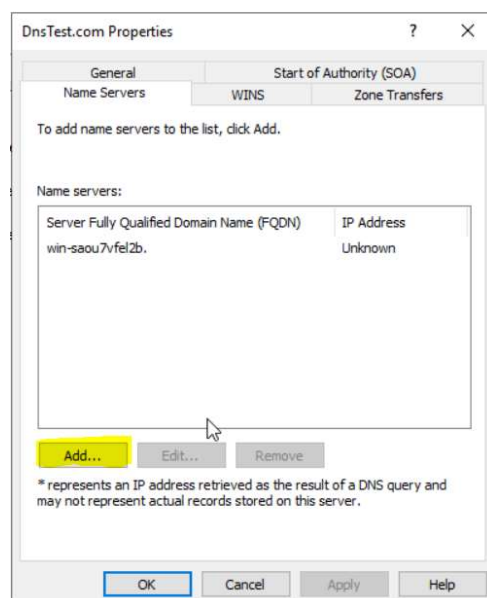 DnsTest.com Properties ? ×
General Start of Authority (SOA)
Name Servers WINS Zone Transfers
To add name servers to the list, click Add.
Name servers:
Server Fully Qualified Domain Name (FQDN) IP Address
win-saou7vfel2b. Unknown
Add... Edit... Remove
* represents an IP address retrieved as the result of a DNS query and
may not represent actual records stored on this server.
OK Cancel Apply Help